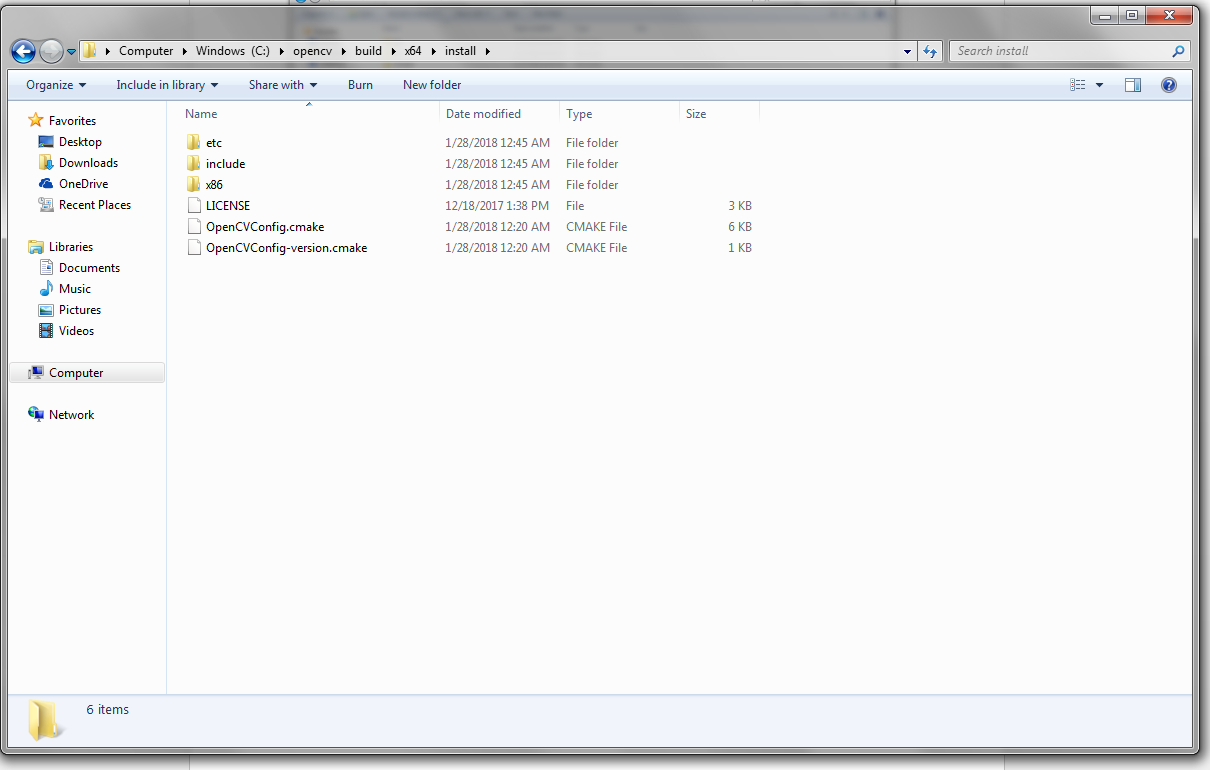 Computer Windows (C:) opencv build x64 install
Search install
Organize Include in library Share with Burn New folder
Name Date modified Type Size
Favorites
Desktop
Downloads
OneDrive
Recent Places
Libraries
Documents
Music
Pictures
Videos
Computer
Network
etc 1/28/2018 12:45 AM File folder
include 1/28/2018 12:45 AM File folder
x86 1/28/2018 12:45 AM File folder
LICENSE 12/18/2017 1:38 PM File 3 KB
OpenCVConfig.cmake 1/28/2018 12:20 AM CMAKE File 6 KB
OpenCVConfig-version.cmake 1/28/2018 12:20 AM CMAKE File 1 KB
6 items